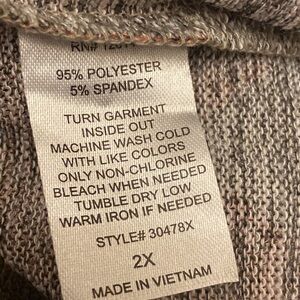 95% POLYESTER
5% SPANDEX
TURN GARMENT
INSIDE OUT
MACHINE WASH COLD
WITH LIKE COLORS
ONLY NON-CHLORINE
BLEACH WHEN NEEDED
TUMBLE DRY LOW
WARM IRON IF NEEDED
STYLE# 30478X
2X
MADE IN VIETNAM